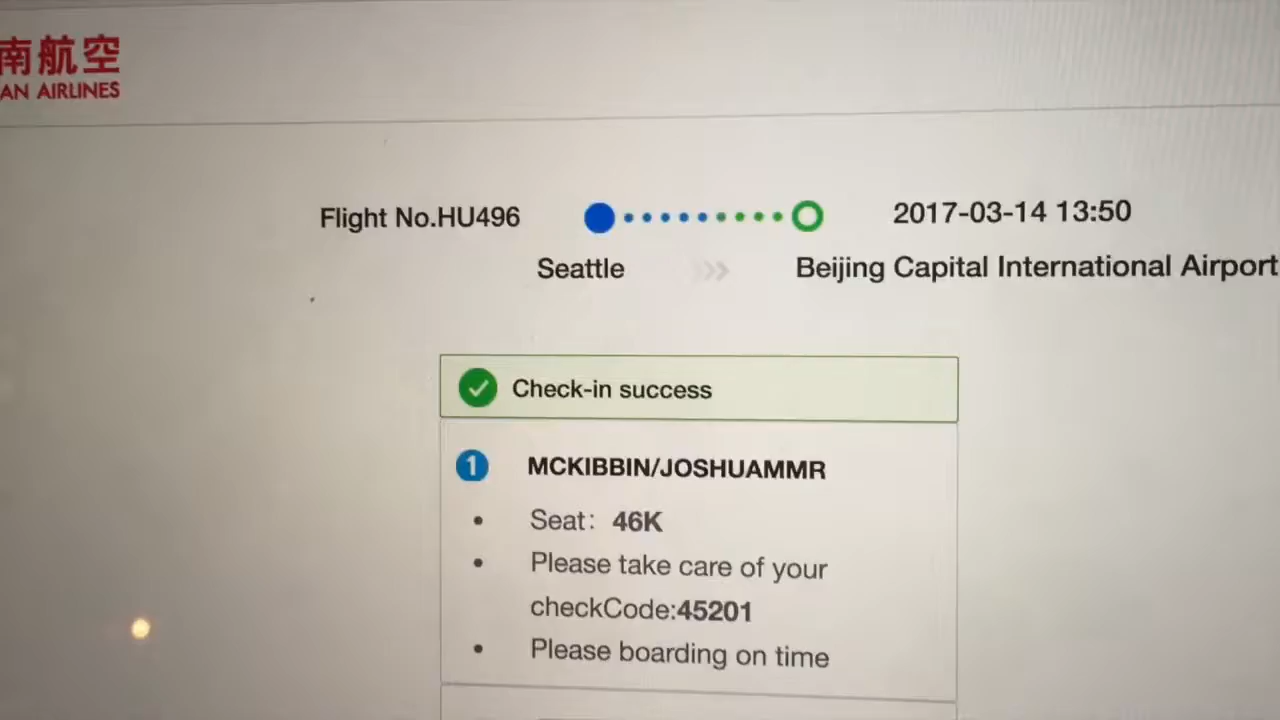 南航空
AN AIRLINES
Flight No.HU496
2017-03-14 13:50
Seattle
Beijing Capital International Airport
Check-in success
1 MCKIBBIN/JOSHUAMMR
Seat: 46K
Please take care of your
checkCode:45201
Please boarding on time